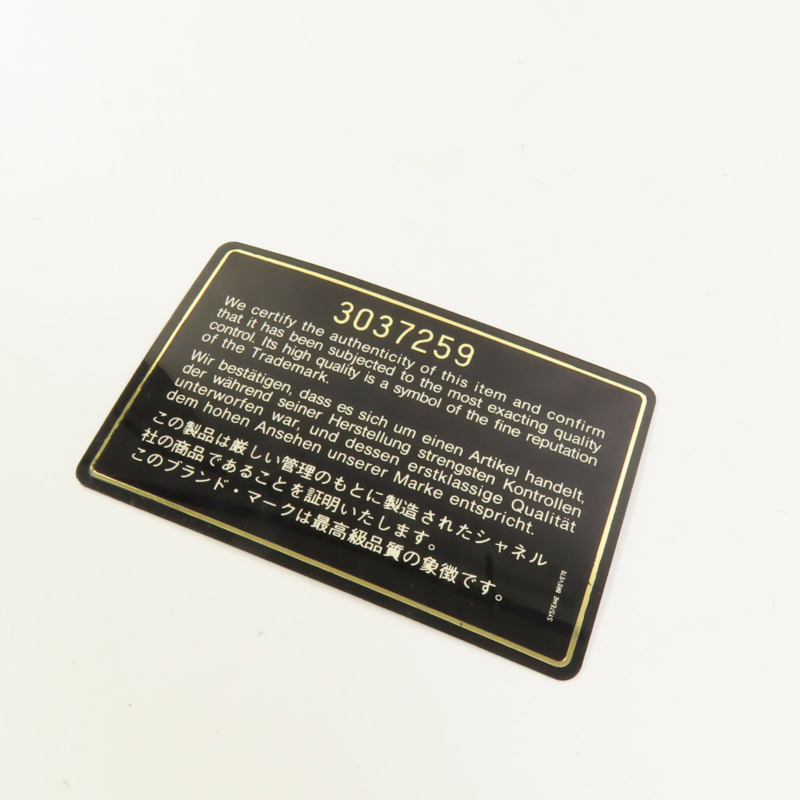 3037259
We certify the authenticity of this item and confirm
that it has been subjected to the most exacting quality
control. Its high quality is a symbol of the fine reputation
of the Trademark.
Wir bestätigen, dass es sich um einen Artikel handelt,
der während seiner Herstellung strengsten Kontrollen
unterworfen war, und dessen erstklassige Qualität
dem hohen Ansehen unserer Marke entspricht.
この製品は厳しい管理のもとに製造されたシャネル
社の商品であることを証明いたします。
このブランド・マークは最高級品質の象徴です。
SYSTEME BREVETE